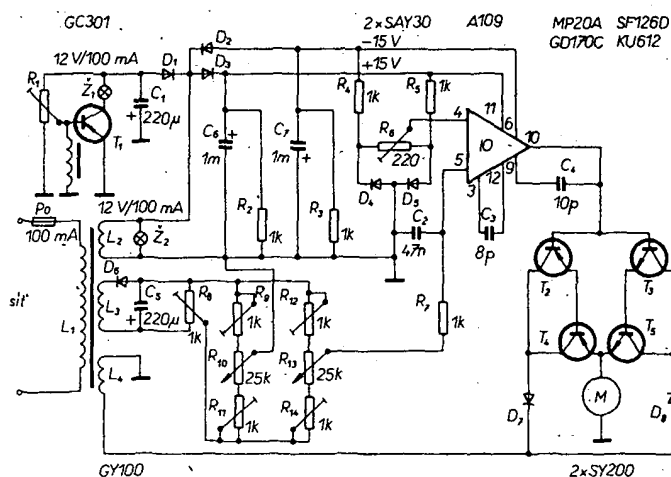 GC301
2×SAY30
A109
MP20A SF126D
GD170C KU612
12 V/100 mA
D1
D2
D3
−15 V
+15 V
R1
1k
Ž1
T1
C1
+ 220µ
C6
+
1m
C7
1m
+
R2
1k
R3
1k
R4
1k
R5
1k
R6
220
D4
D5
4
11
6
IO
10
5
3
12
9
C2
47n
C3
8p
C4
10p
Po
100 mA
12 V/100 mA
L2
Ž2
síť
L1
D6
L3
C5
+ 220µ
R8
1k
R9
1k
R12
1k
R7
1k
R10
25k
R13
25k
R11
1k
R14
1k
L4
T2
T3
T4
T5
D7
M
D8
GY100
2×SY200